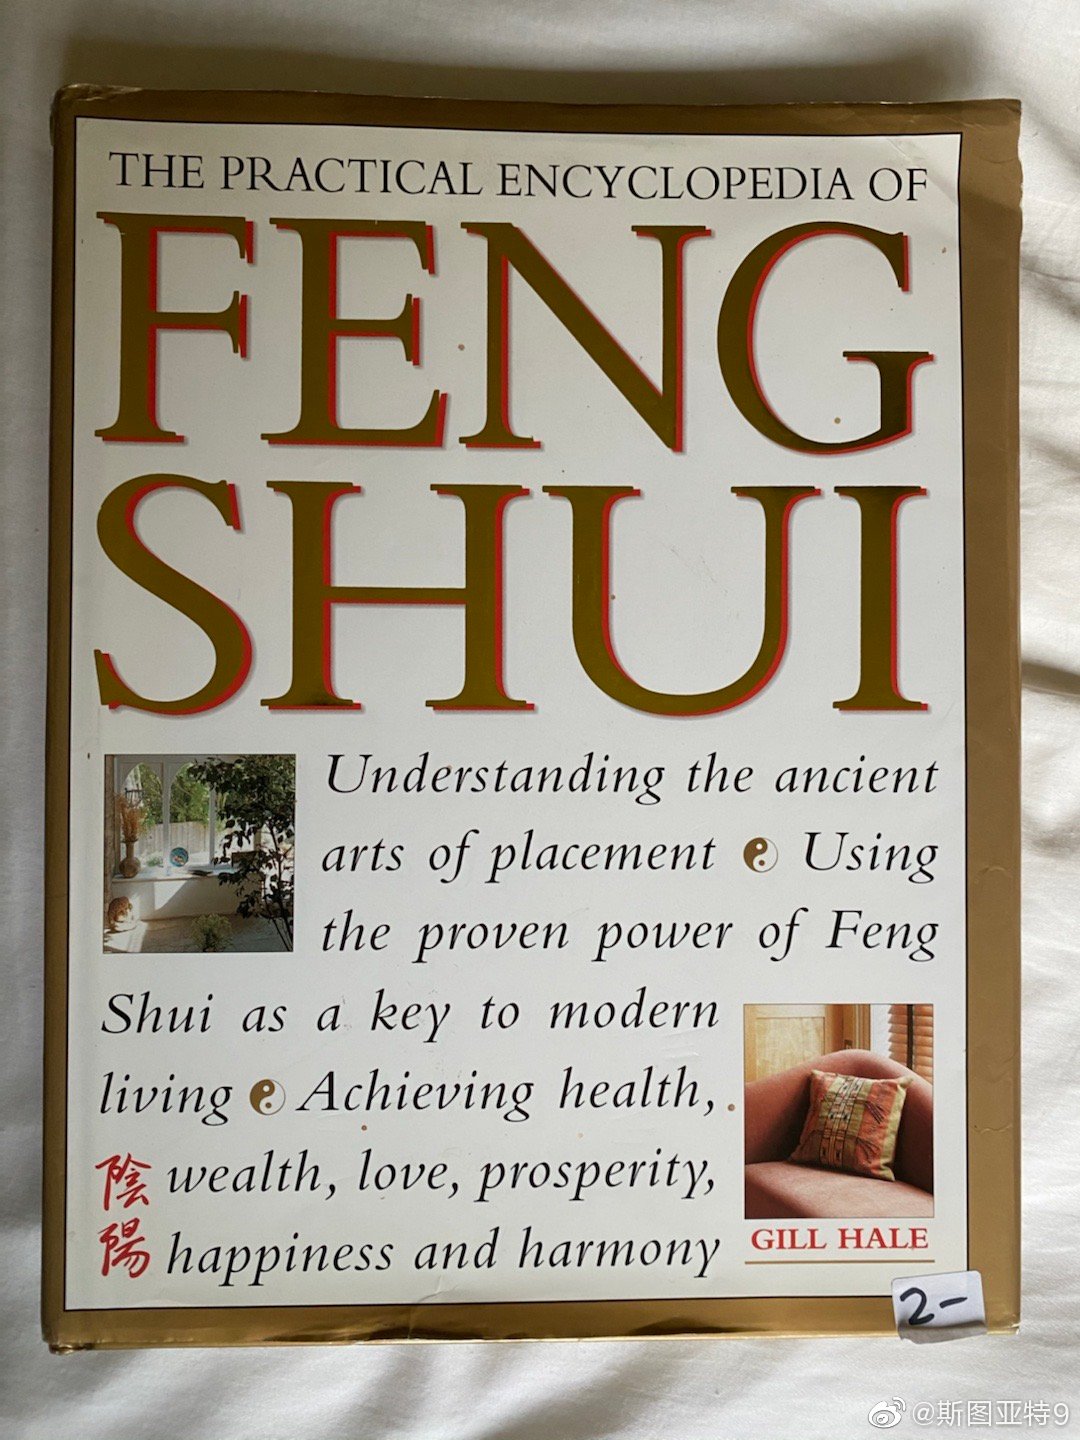 THE PRACTICAL ENCYCLOPEDIA OF
FENG
SHUI
Understanding the ancient
arts of placement Using
the proven power of Feng
Shui as a key to modern
living Achieving health,
wealth, love, prosperity,
happiness and harmony
陰
陽
GILL HALE
2-
@斯图亚特9